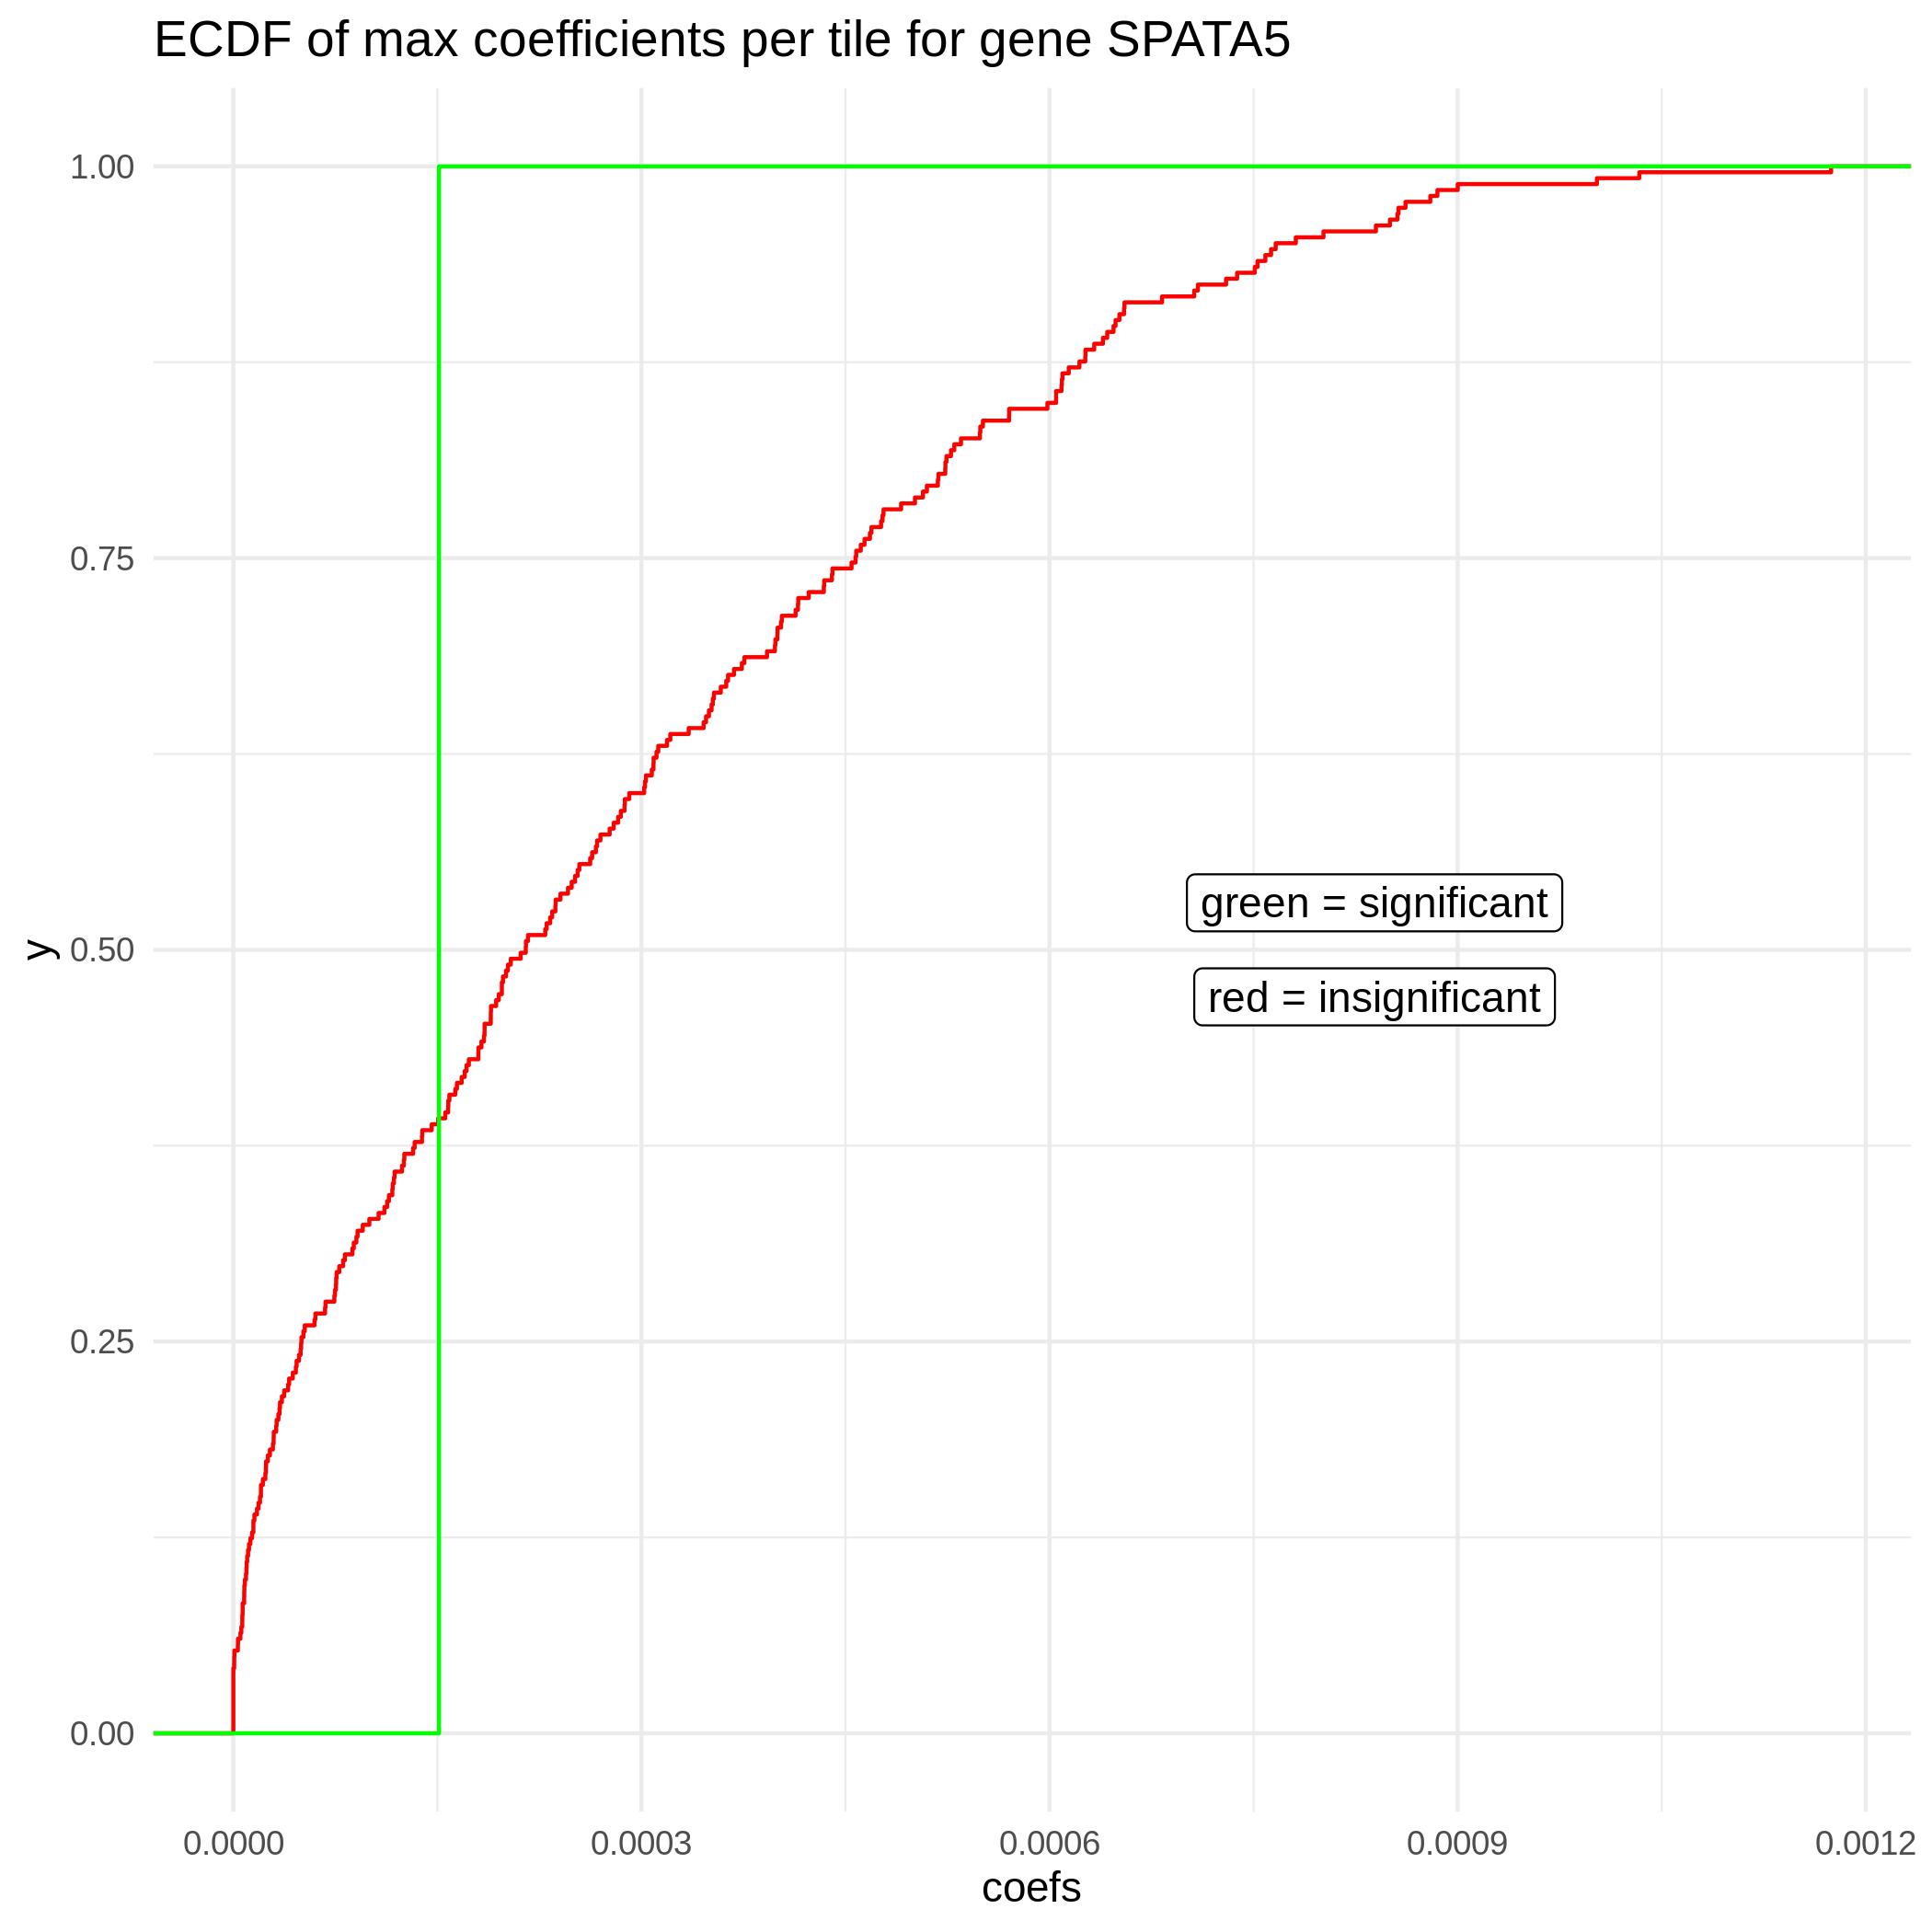 ECDF of max coefficients per tile for gene SPATA5
1.00
0.75
0.50
0.25
0.00
y
green = significant
red = insignificant
0.0000
0.0003
0.0006
0.0009
0.0012
coefs